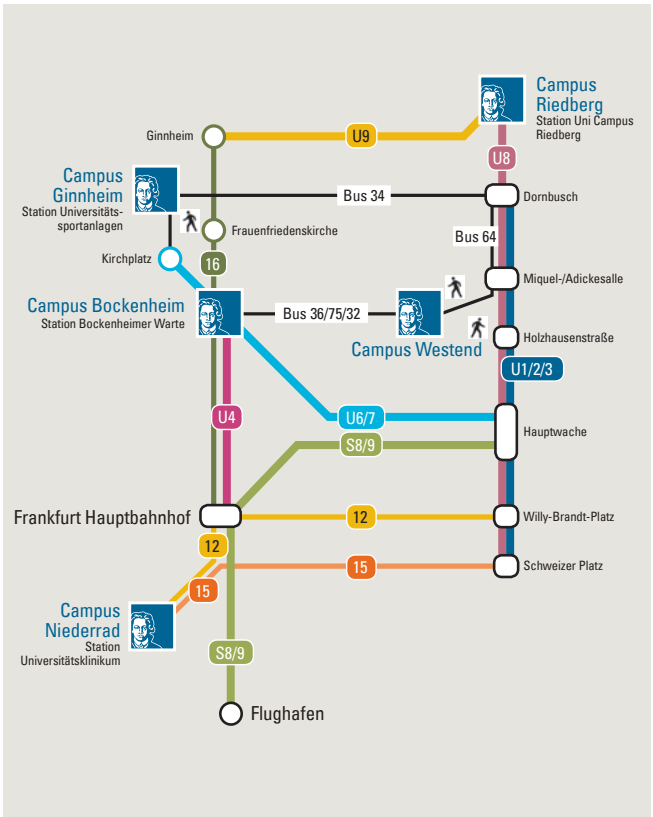 Campus
Riedberg
Station Uni Campus
Riedberg
Ginnheim
U9
U8
Campus
Ginnheim
Station Universitäts-
sportanlagen
Bus 34
Dornbusch
Frauenfriedenskirche
Bus 64
Kirchplatz
16
Miquel-/Adickesalle
Campus Bockenheim
Station Bockenheimer Warte
Bus 36/75/32
Campus Westend
Holzhausenstraße
U1/2/3
U4
U6/7
Hauptwache
S8/9
Frankfurt Hauptbahnhof
12
Willy-Brandt-Platz
12
15
Schweizer Platz
15
Campus
Niederrad
Station
Universitätsklinikum
S8/9
Flughafen